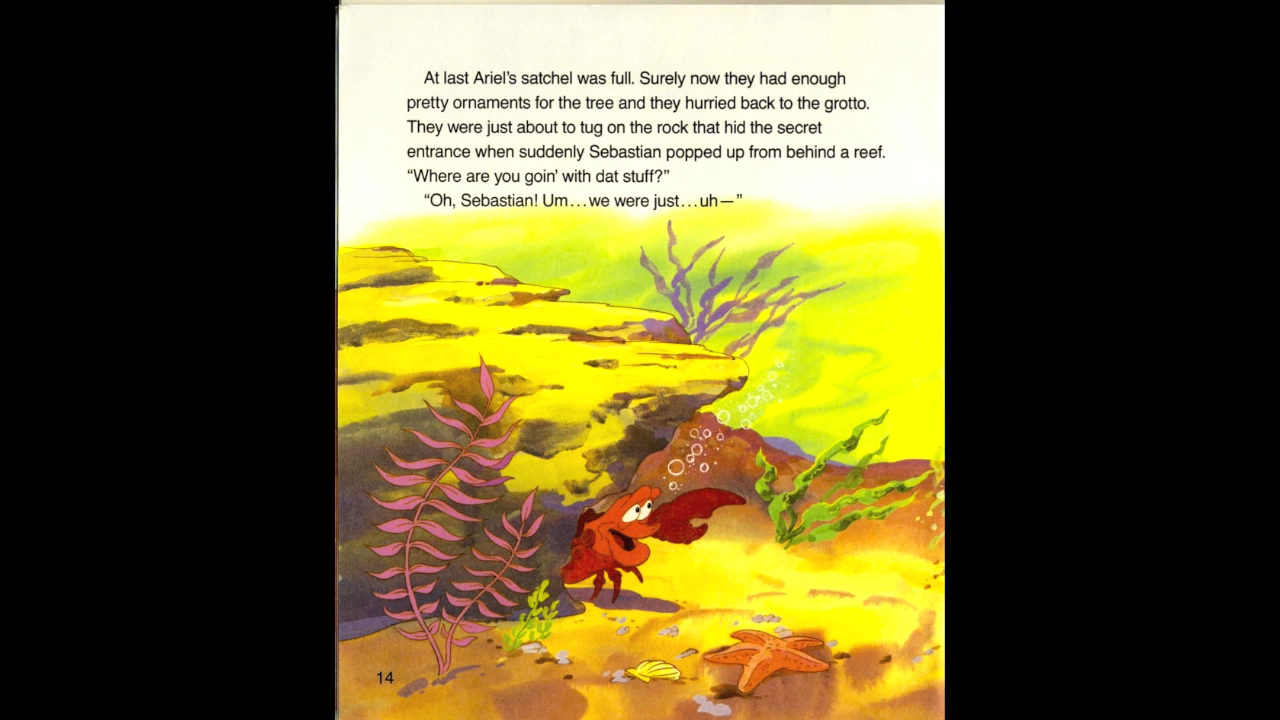 At last Ariel's satchel was full. Surely now they had enough
pretty ornaments for the tree and they hurried back to the grotto.
They were just about to tug on the rock that hid the secret
entrance when suddenly Sebastian popped up from behind a reef.
“Where are you goin’ with dat stuff?”
“Oh, Sebastian! Um...we were just...uh—”
14